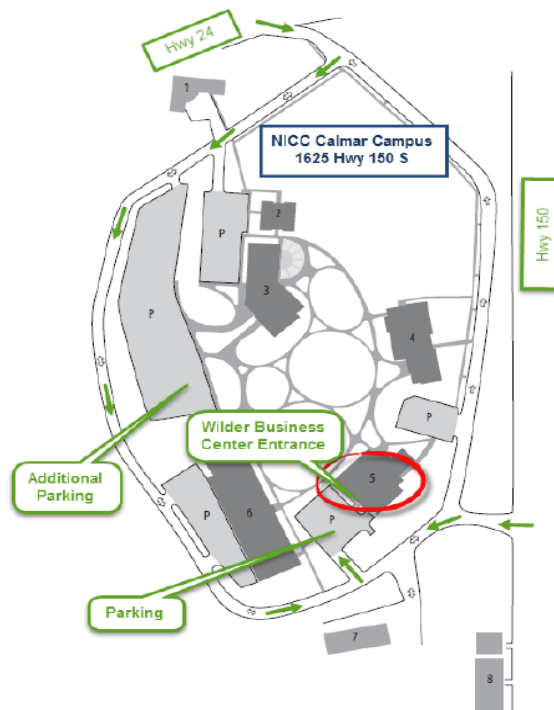 Hwy 24
1
NICC Calmar Campus
1625 Hwy 150 S
Hwy 150
2
P
3
P
4
P
Wilder Business
Center Entrance
Additional
Parking
5
P
6
P
Parking
7
8